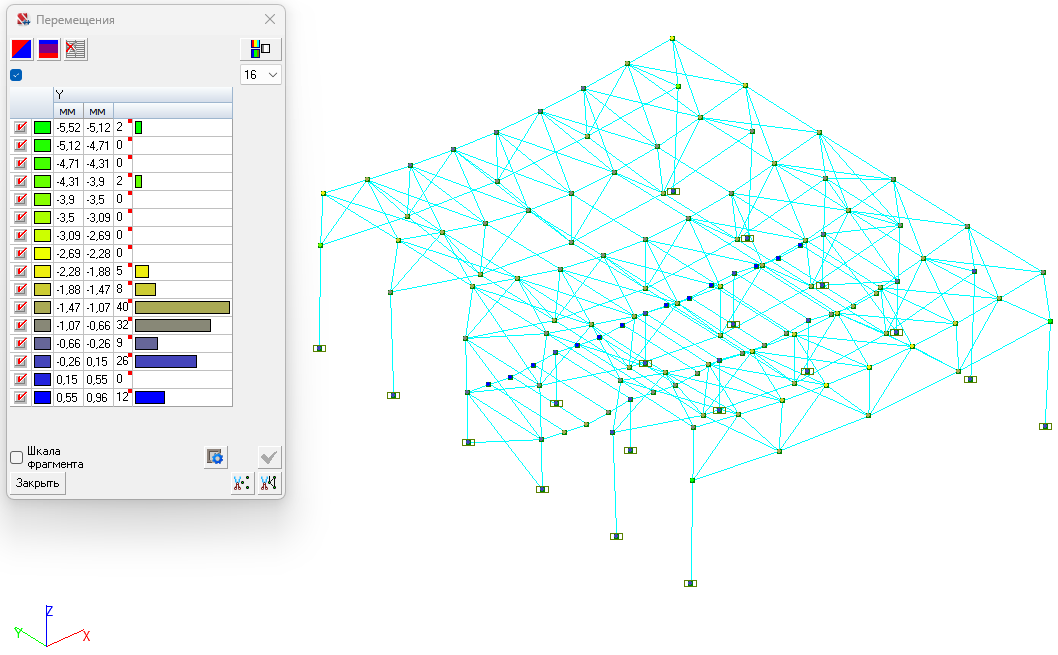 Перемещения
16
Y
мм мм
-5,52 -5,12 2
-5,12 -4,71 0
-4,71 -4,31 0
-4,31 -3,9 2
-3,9 -3,5 0
-3,5 -3,09 0
-3,09 -2,69 0
-2,69 -2,28 0
-2,28 -1,88 5
-1,88 -1,47 8
-1,47 -1,07 40
-1,07 -0,66 32
-0,66 -0,26 9
-0,26 0,15 26
0,15 0,55 0
0,55 0,96 12
Шкала
фрагмента
Закрыть
Z
Y
X